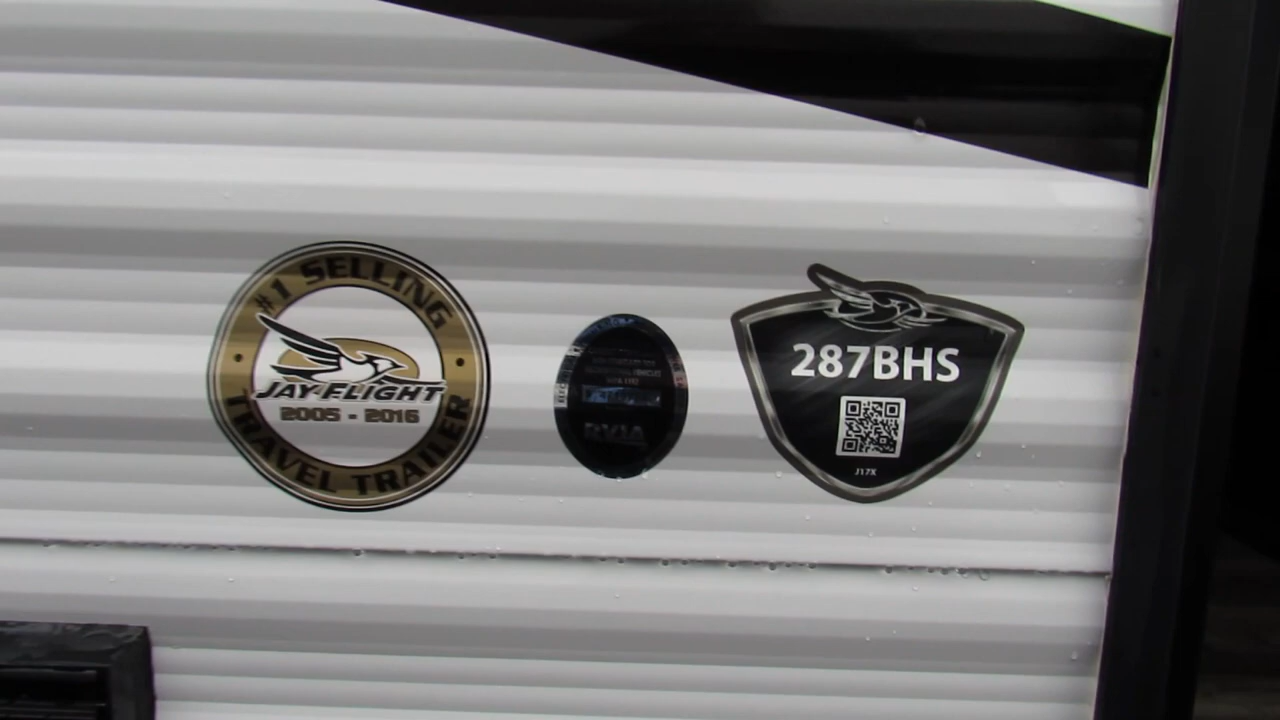 #1 SELLING
JAY FLIGHT
2005 - 2016
TRAVEL TRAILER
RVIA
287BHS
J17X